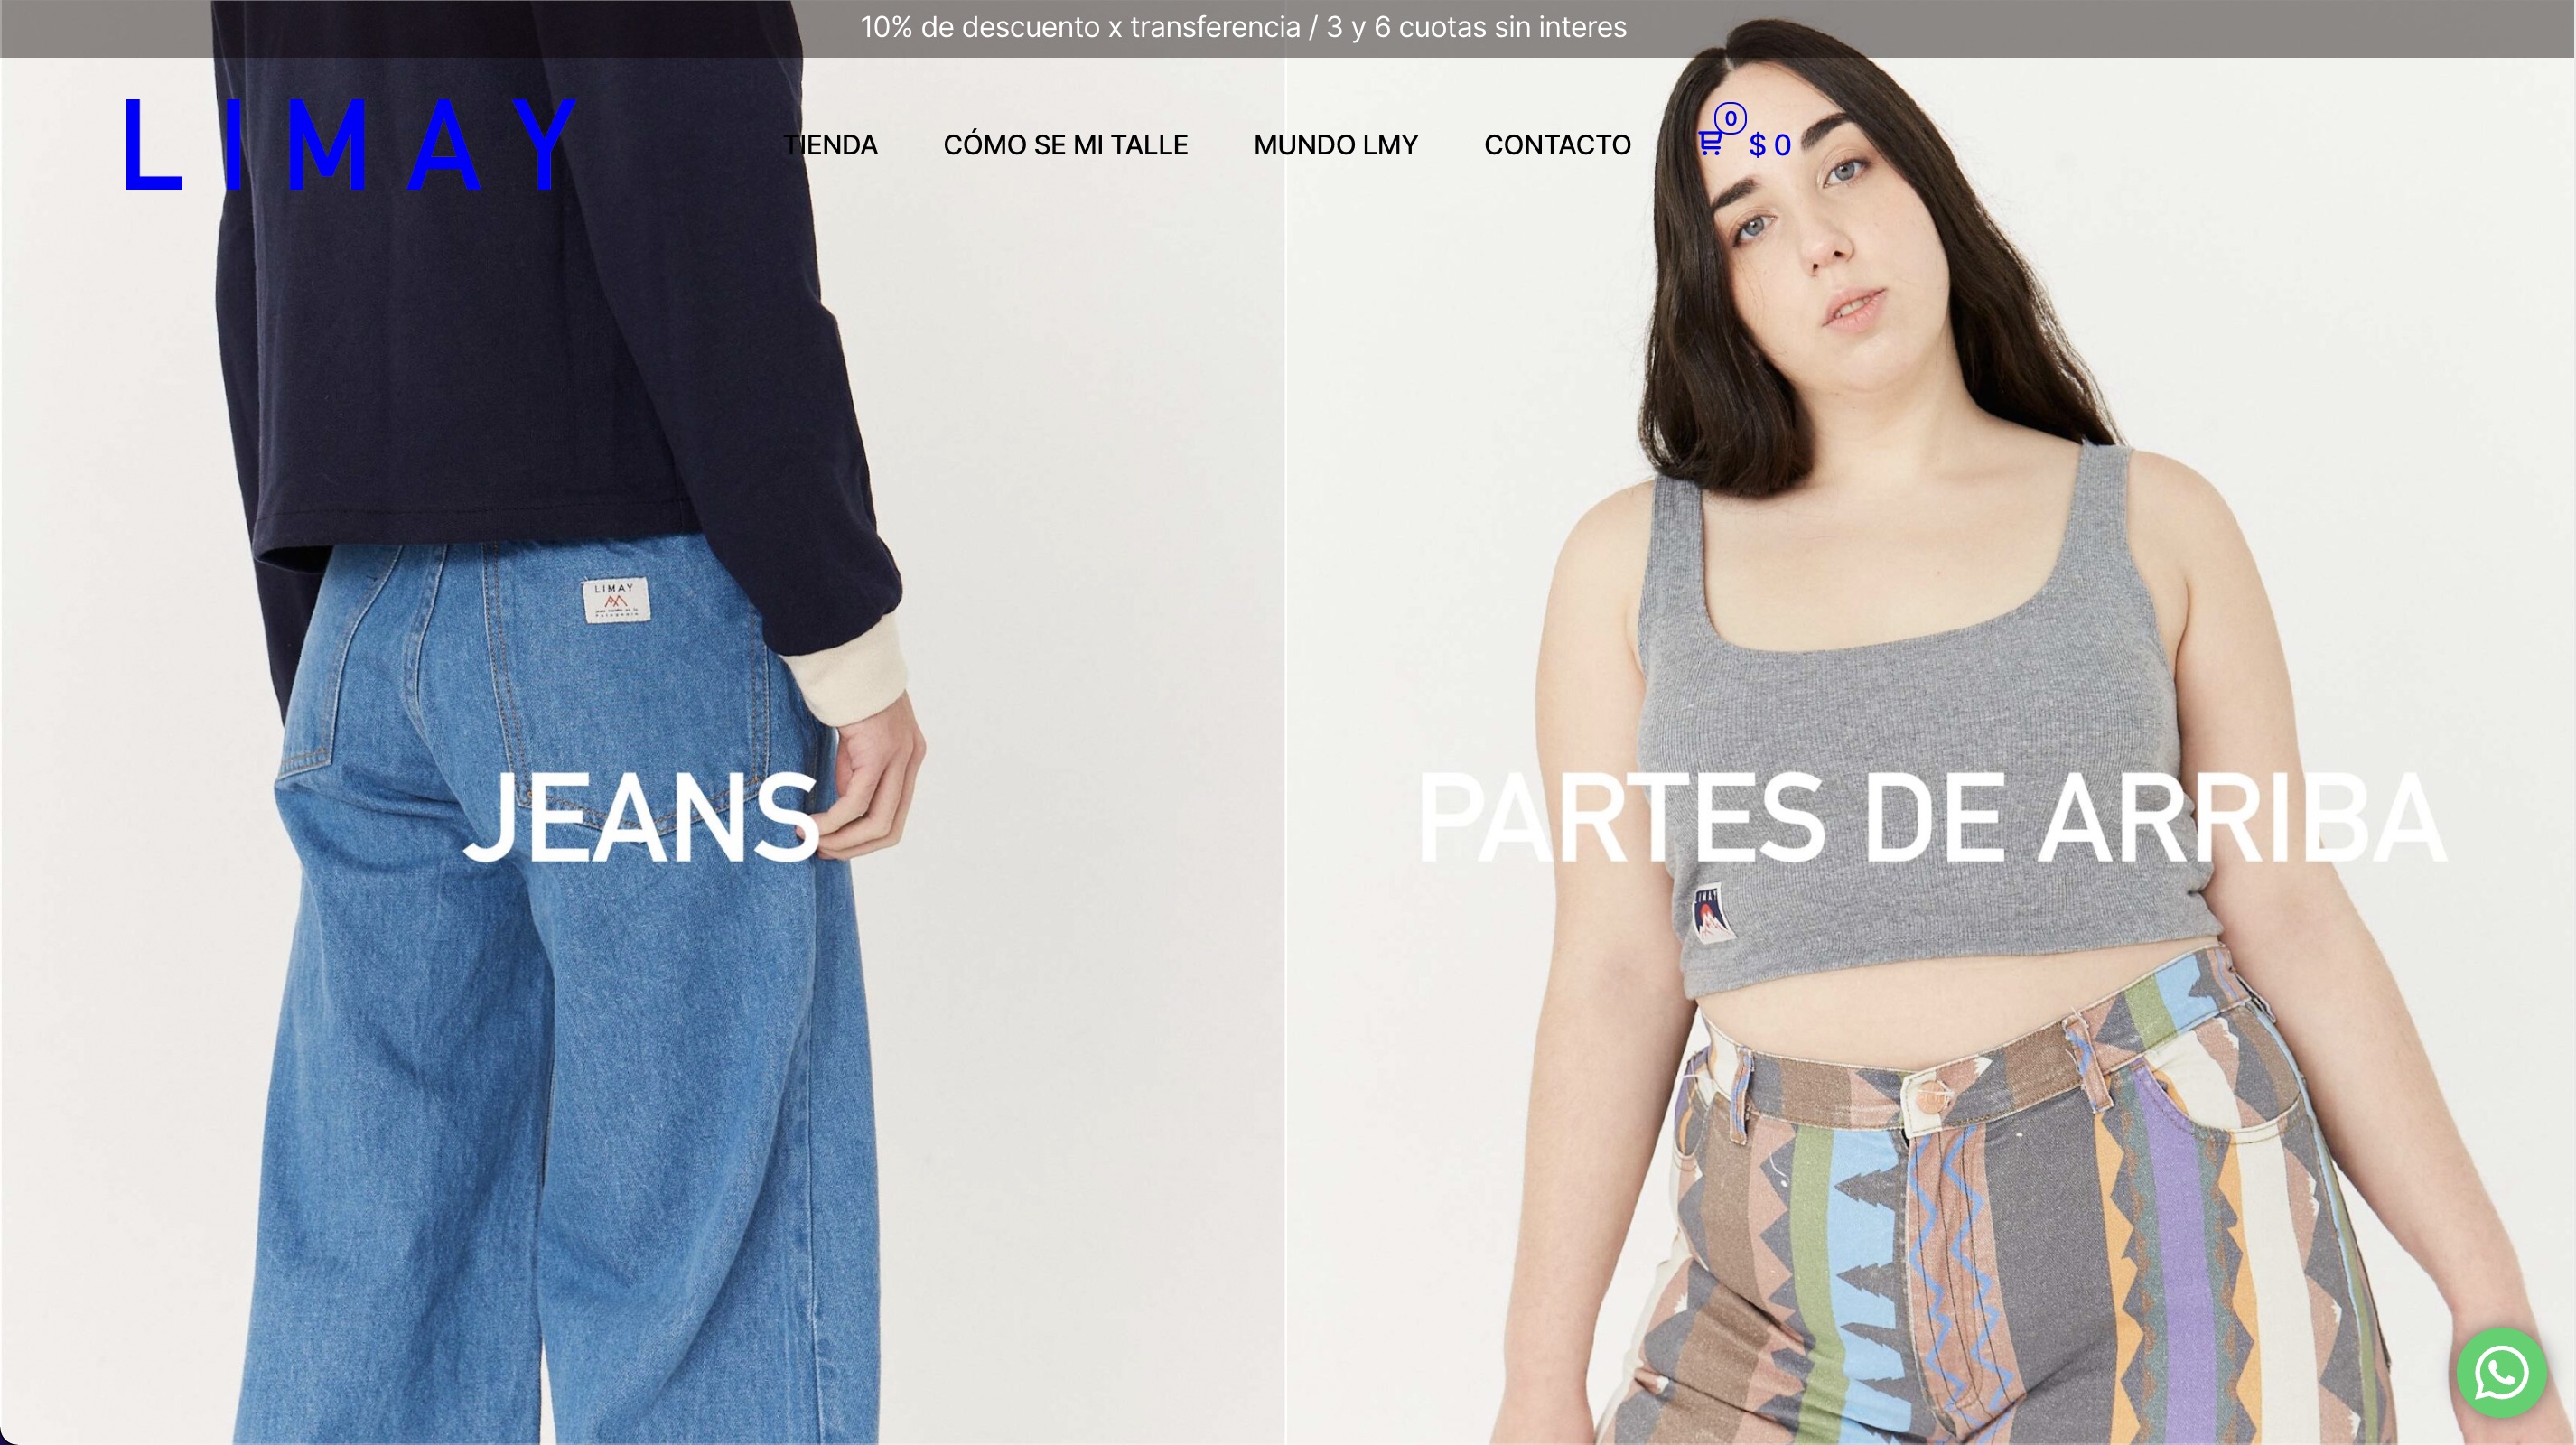 10% de descuento x transferencia / 3 y 6 cuotas sin interes
LIMAY
TIENDA
CÓMO SE MI TALLE
MUNDO LMY
CONTACTO
0
$ 0
LIMAY
JEANS
PARTES DE ARRIBA
LIMAY